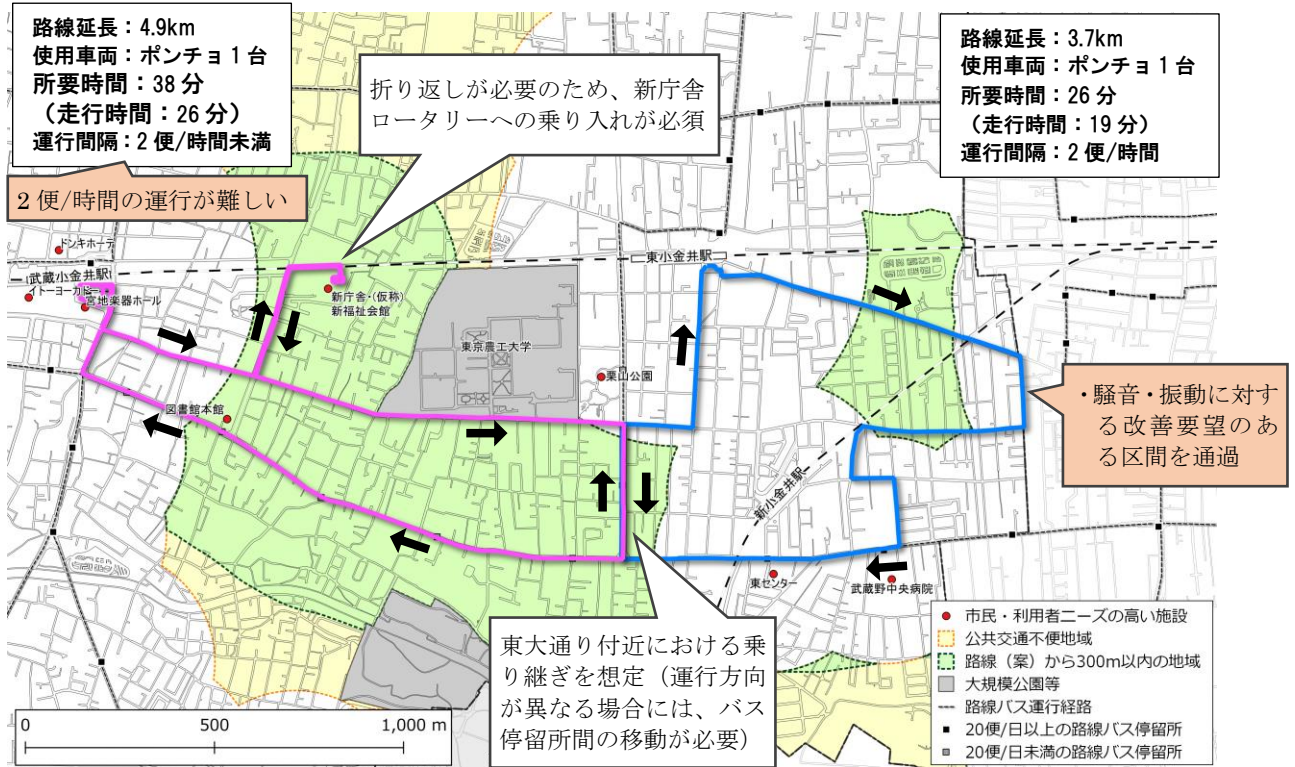 路線延長：4.9km
使用車両：ポンチョ1台
所要時間：38分
（走行時間：26分）
運行間隔：2便/時間未満
2便/時間の運行が難しい
折り返しが必要のため、新庁舎
ロータリーへの乗り入れが必須
路線延長：3.7km
使用車両：ポンチョ1台
所要時間：26分
（走行時間：19分）
運行間隔：2便/時間
ドンキホーテ
武蔵小金井駅
イトーヨーカドー
宮地楽器ホール
新庁舎・(仮称)
新福祉会館
東小金井駅
東京農工大学
栗山公園
図書館本館
・騒音・振動に対す
る改善要望のあ
る区間を通過
新小金井駅
東センター
武蔵野中央病院
東大通り付近における乗
り継ぎを想定（運行方向
が異なる場合には、バス
停留所間の移動が必要）
市民・利用者ニーズの高い施設
公共交通不便地域
路線（案）から300m以内の地域
大規模公園等
路線バス運行経路
20便/日以上の路線バス停留所
20便/日未満の路線バス停留所
0 500 1,000 m